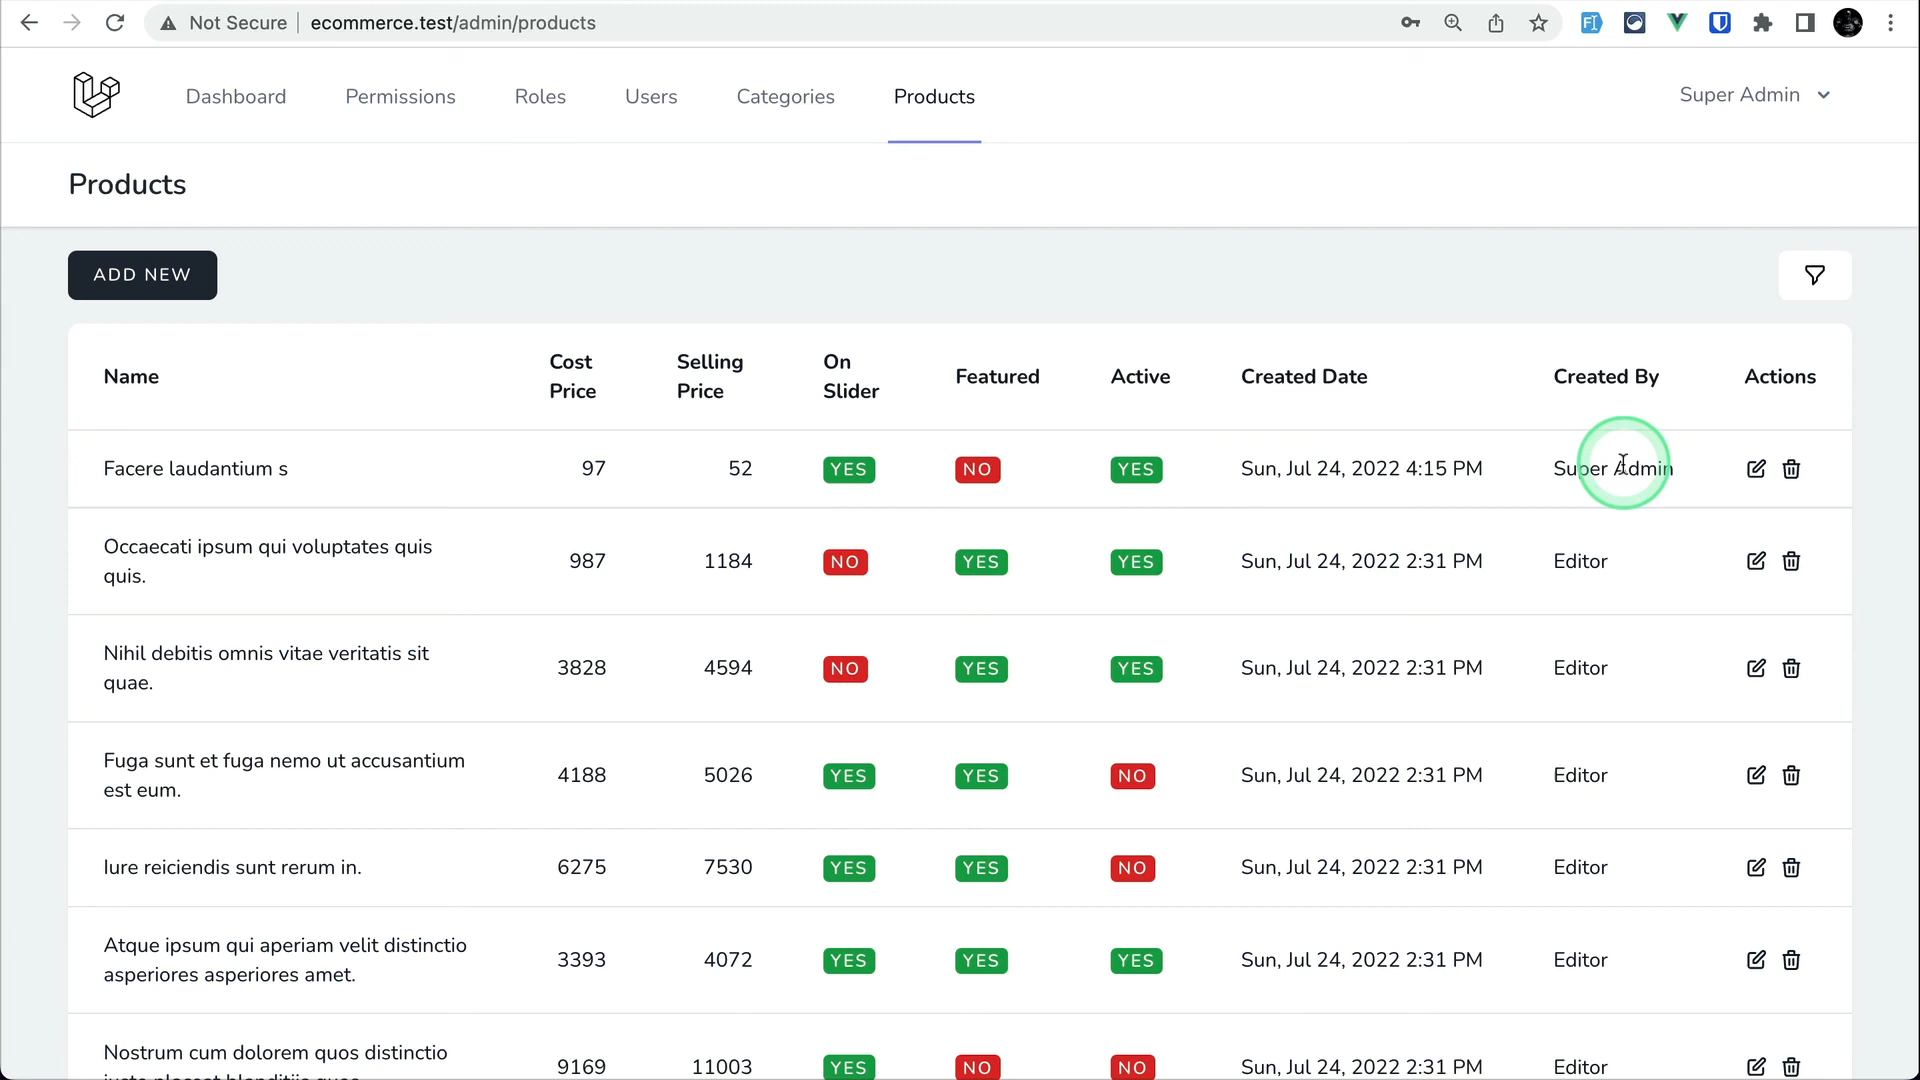 Not Secure ecommerce.test/admin/products
Dashboard Permissions Roles Users Categories Products Super Admin
Products
ADD NEW
Name Cost Price Selling Price On Slider Featured Active Created Date Created By Actions
Facere laudantium s 97 52 YES NO YES Sun, Jul 24, 2022 4:15 PM Super Admin
Occaecati ipsum qui voluptates quis
quis. 987 1184 NO YES YES Sun, Jul 24, 2022 2:31 PM Editor
Nihil debitis omnis vitae veritatis sit
quae. 3828 4594 NO YES YES Sun, Jul 24, 2022 2:31 PM Editor
Fuga sunt et fuga nemo ut accusantium
est eum. 4188 5026 YES YES NO Sun, Jul 24, 2022 2:31 PM Editor
Iure reiciendis sunt rerum in. 6275 7530 YES YES NO Sun, Jul 24, 2022 2:31 PM Editor
Atque ipsum qui aperiam velit distinctio
asperiores asperiores amet. 3393 4072 YES YES YES Sun, Jul 24, 2022 2:31 PM Editor
Nostrum cum dolorem quos distinctio
9169 11003 YES NO NO Sun, Jul 24, 2022 2:31 PM Editor